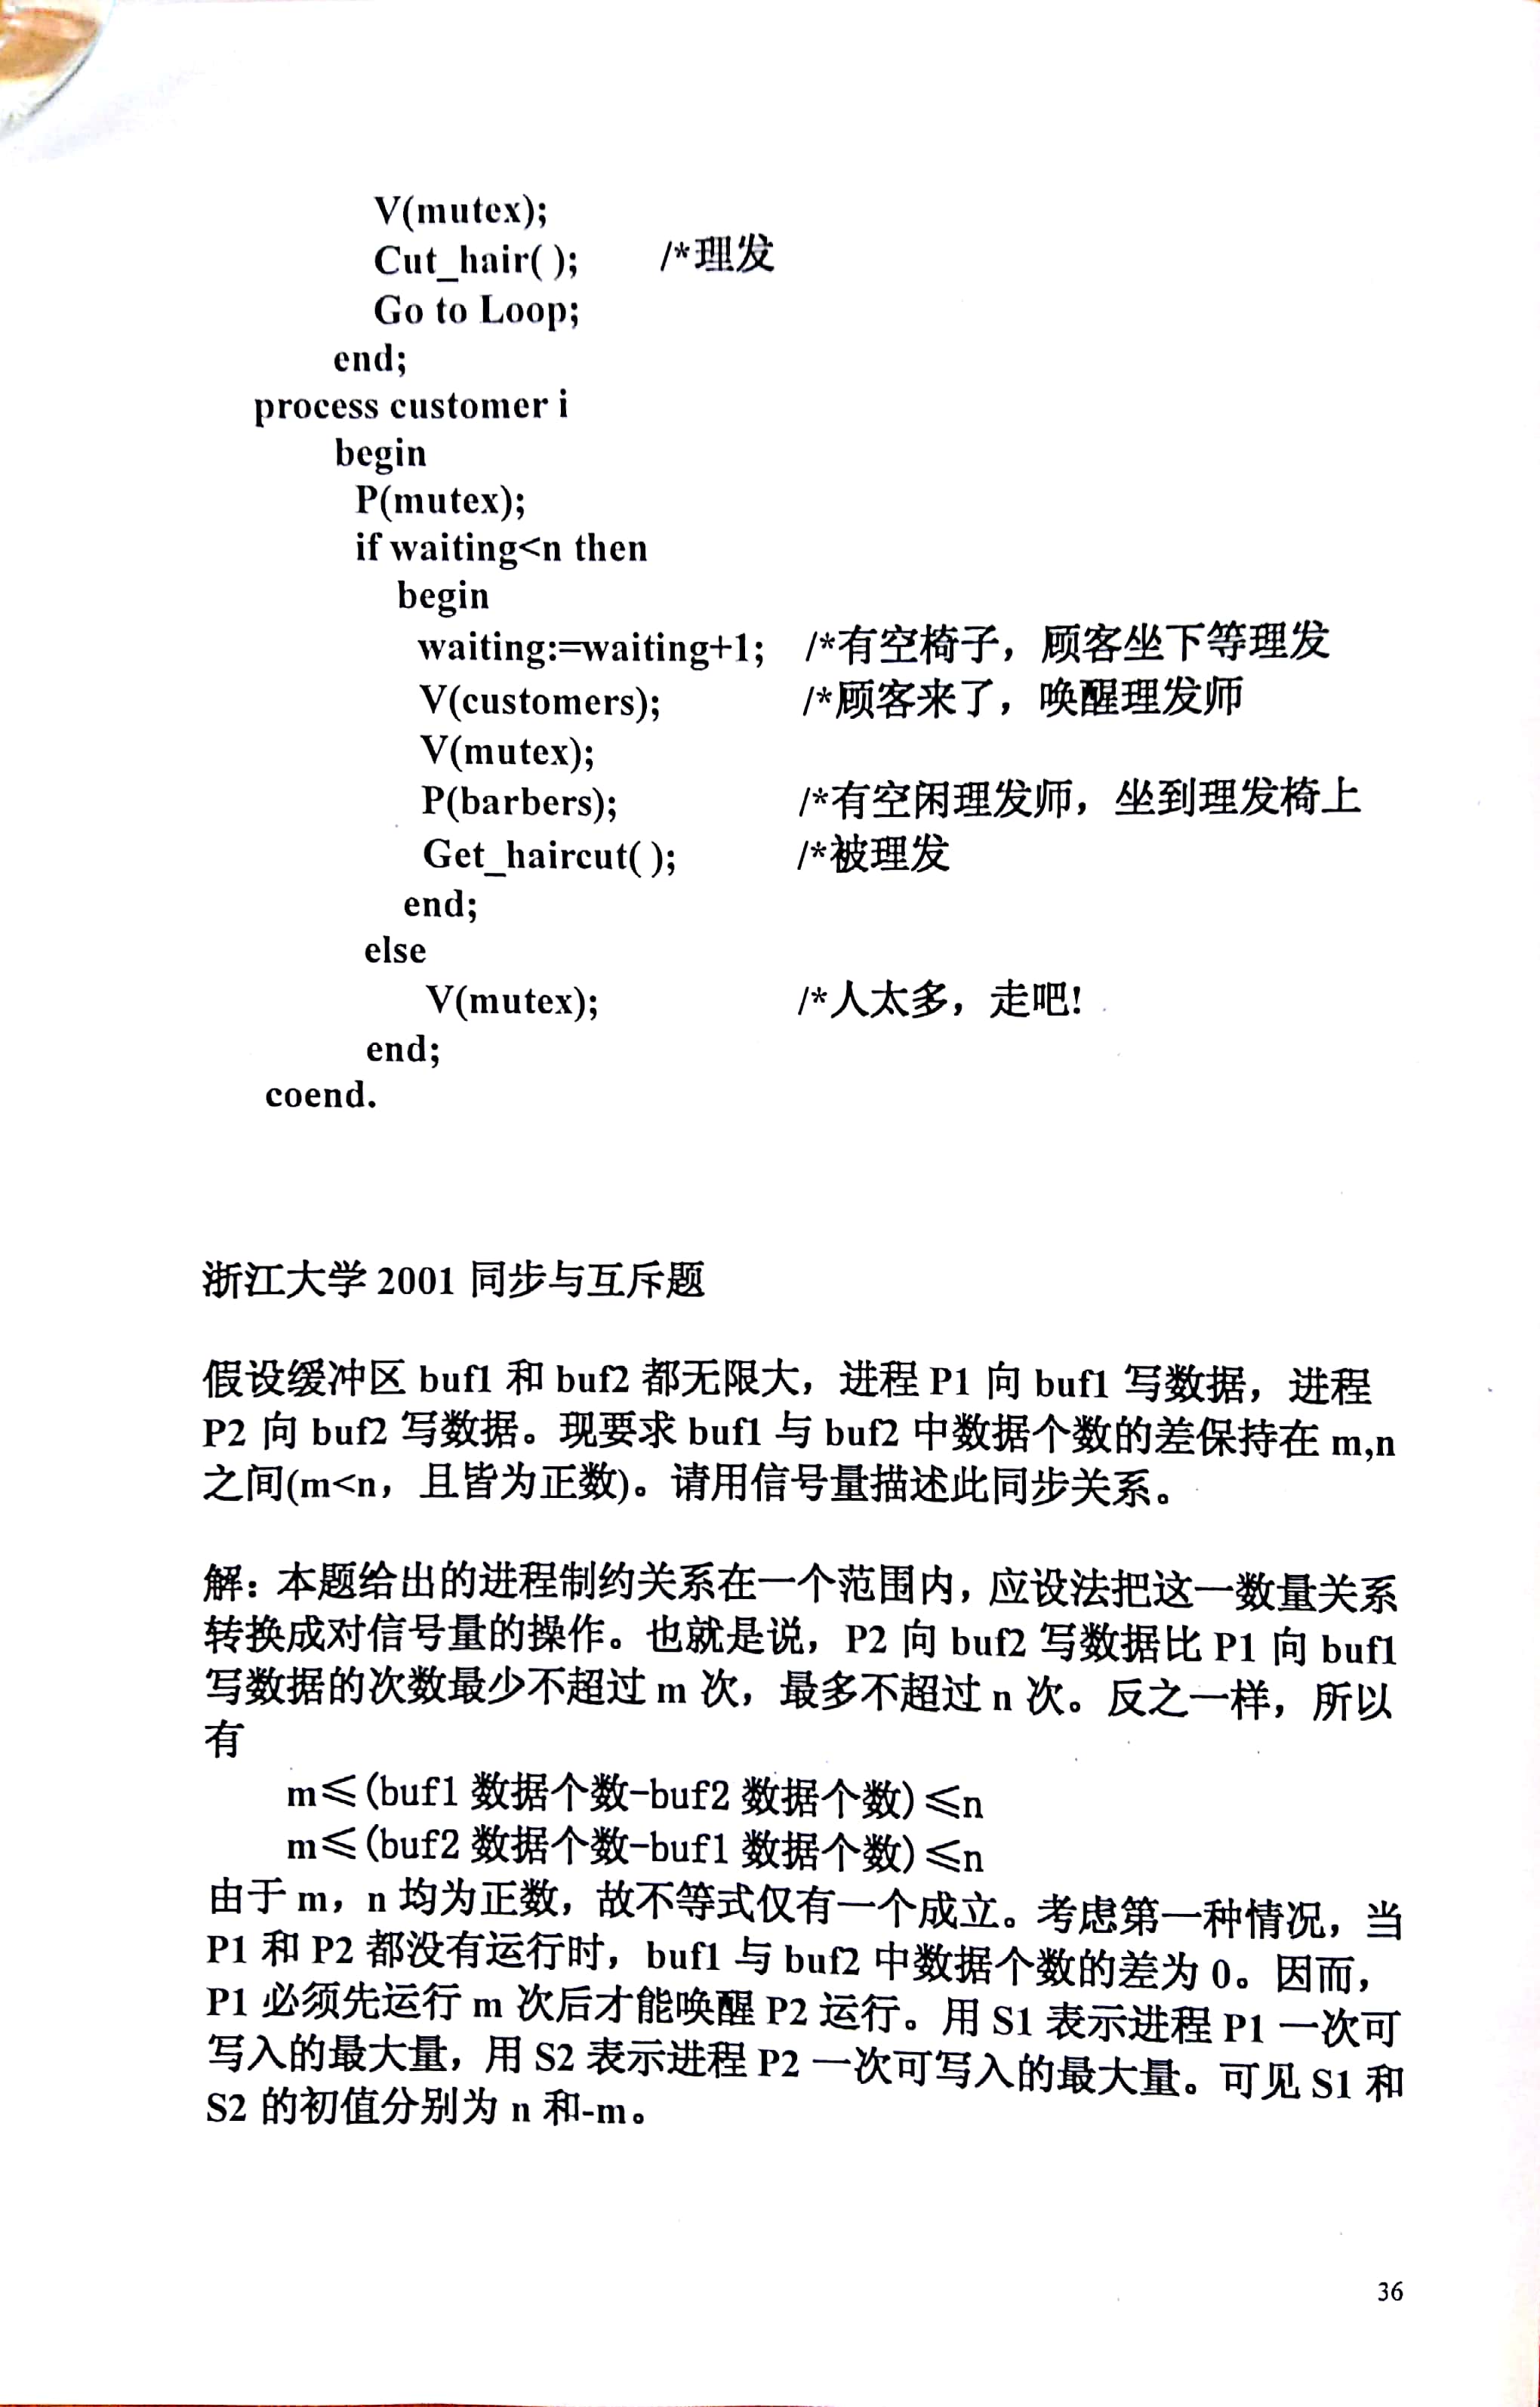 V(mutex);
Cut_hair( ); /*理发
Go to Loop;
end;
process customer i
begin
P(mutex);
if waiting<n then
begin
waiting:=waiting+1; /*有空椅子，顾客坐下等理发
V(customers); /*顾客来了，唤醒理发师
V(mutex);
P(barbers); /*有空闲理发师，坐到理发椅上
Get_haircut( ); /*被理发
end;
else
V(mutex); /*人太多，走吧!
end;
coend.
浙江大学 2001 同步与互斥题
假设缓冲区 buf1 和 buf2 都无限大，进程 P1 向 buf1 写数据，进程
P2 向 buf2 写数据。现要求 buf1 与 buf2 中数据个数的差保持在 m,n
之间(m<n，且皆为正数)。请用信号量描述此同步关系。
解：本题给出的进程制约关系在一个范围内，应设法把这一数量关系
转换成对信号量的操作。也就是说，P2 向 buf2 写数据比 P1 向 buf1
写数据的次数最少不超过 m 次，最多不超过 n 次。反之一样，所以
有
m≤(buf1 数据个数-buf2 数据个数)≤n
m≤(buf2 数据个数-buf1 数据个数)≤n
由于 m，n 均为正数，故不等式仅有一个成立。考虑第一种情况，当
P1 和 P2 都没有运行时，buf1 与 buf2 中数据个数的差为 0。因而，
P1 必须先运行 m 次后才能唤醒 P2 运行。用 S1 表示进程 P1 一次可
写入的最大量，用 S2 表示进程 P2 一次可写入的最大量。可见 S1 和
S2 的初值分别为 n 和-m。
36